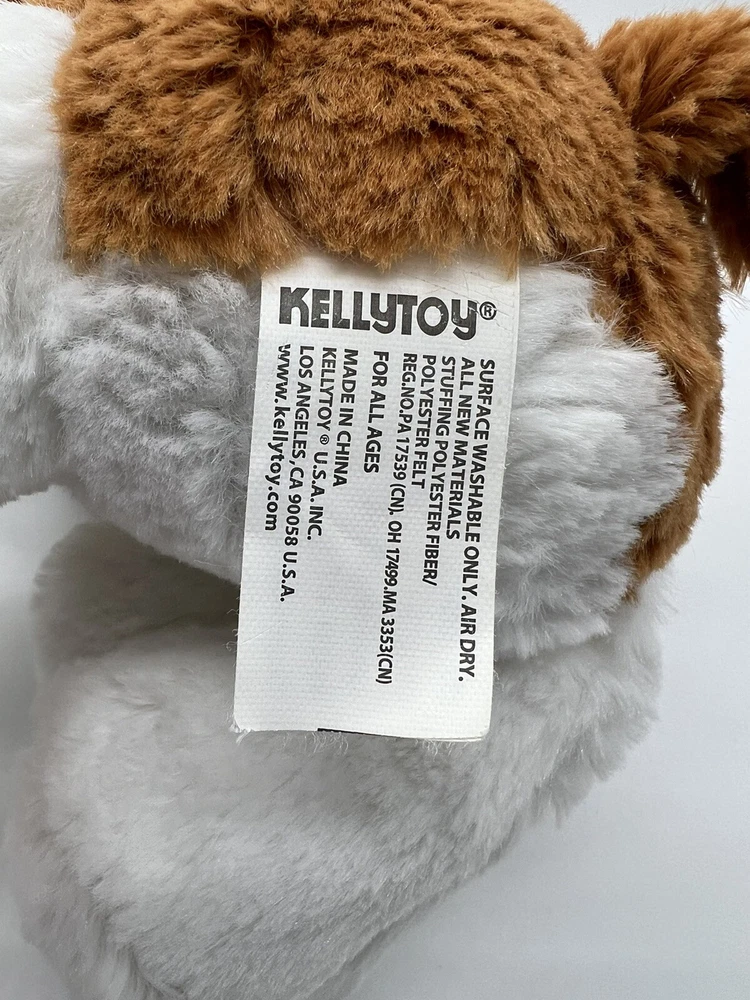 KELLYTOY®
SURFACE WASHABLE ONLY. AIR DRY.
ALL NEW MATERIALS
STUFFING POLYESTER FIBER/
POLYESTER FELT
REG.NO.PA 17539 (CN), OH 17499.MA 3353(CN)
FOR ALL AGES
MADE IN CHINA
KELLYTOY ® U.S.A. INC.
LOS ANGELES, CA 90058 U.S.A.
www.kellytoy.com